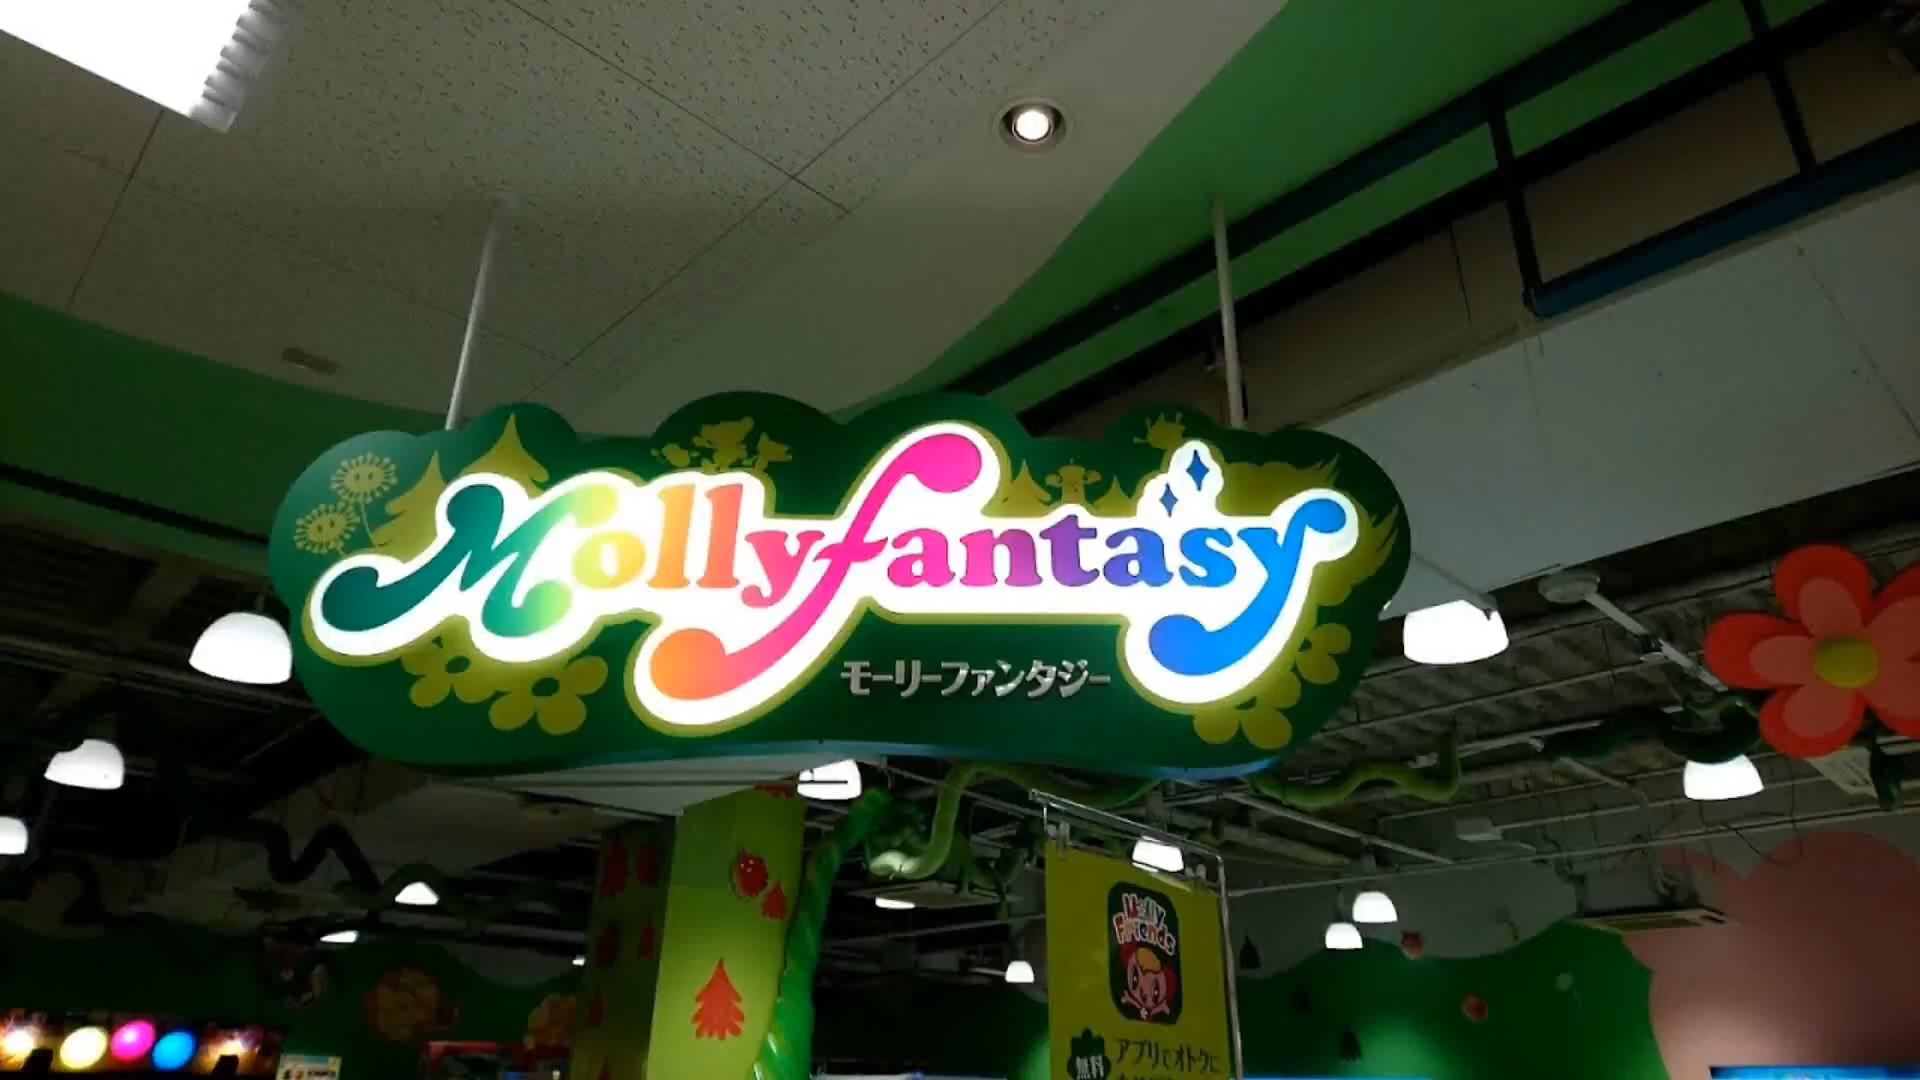 Mollyfantasy
モーリーファンタジー
Molly
Friends
無料
アプリでオトクに